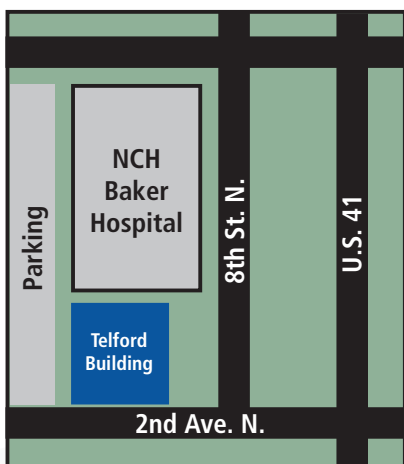 NCH
Baker
Hospital
Parking
8th St. N.
U.S. 41
Telford
Building
2nd Ave. N.